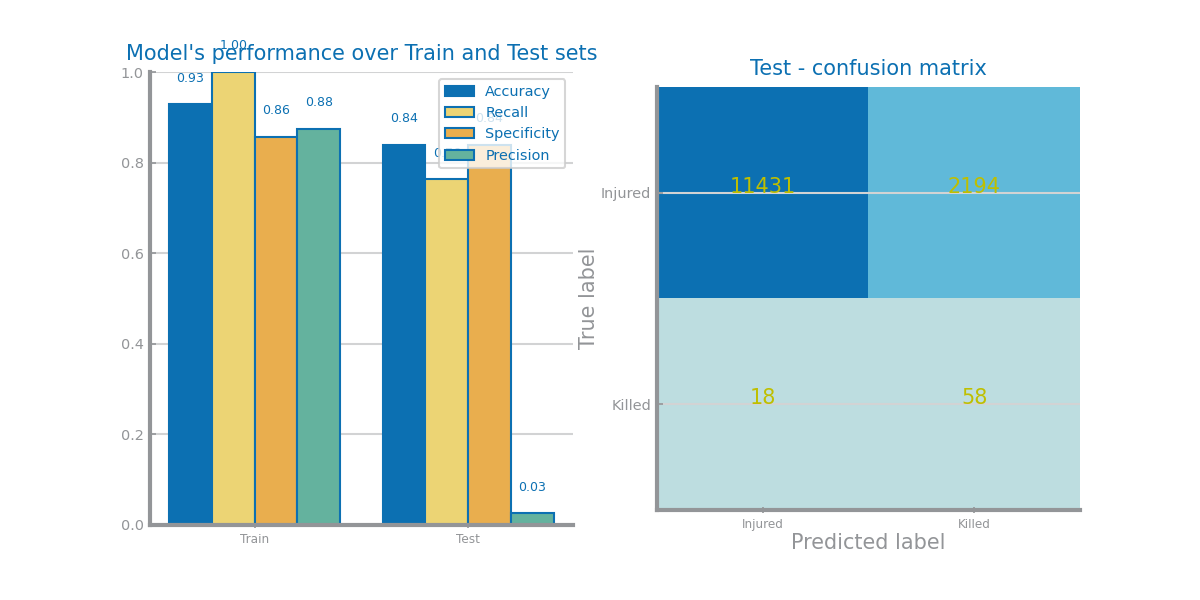 Model's performance over Train and Test sets
1.00
0.93
0.86
0.88
0.84
0.84
0.03
Accuracy
Recall
Specificity
Precision
1.0
0.8
0.6
0.4
0.2
0.0
Train
Test
Test - confusion matrix
True label
Injured
Killed
11431
2194
18
58
Injured
Killed
Predicted label